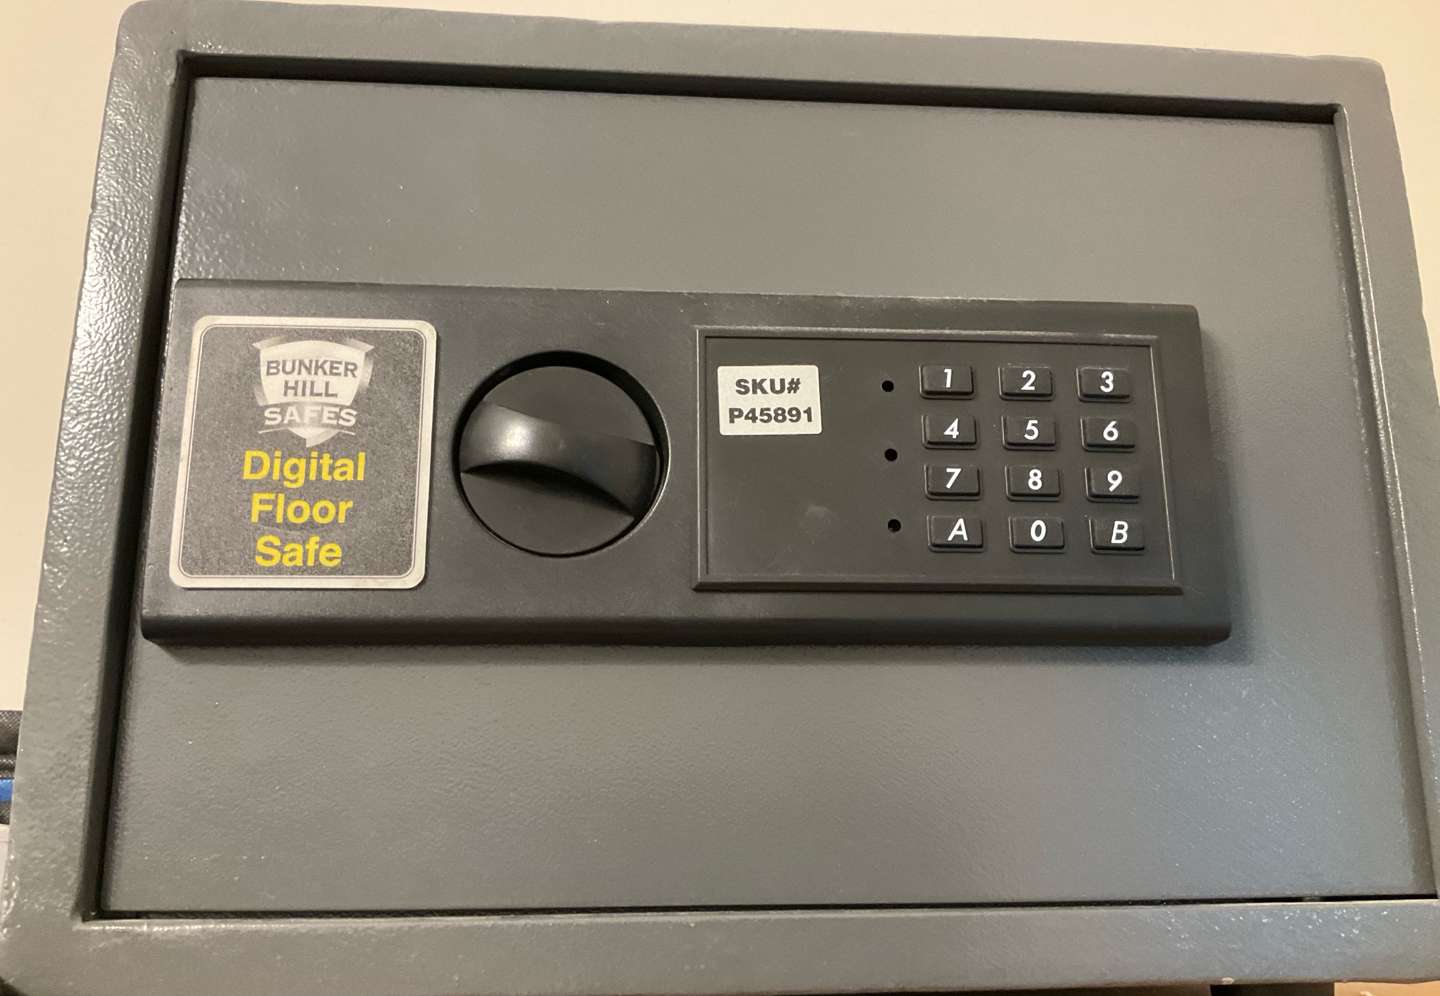 BUNKER
HILL
SAFES
Digital
Floor
Safe
SKU#
P45891
1 2 3
4 5 6
7 8 9
A 0 B